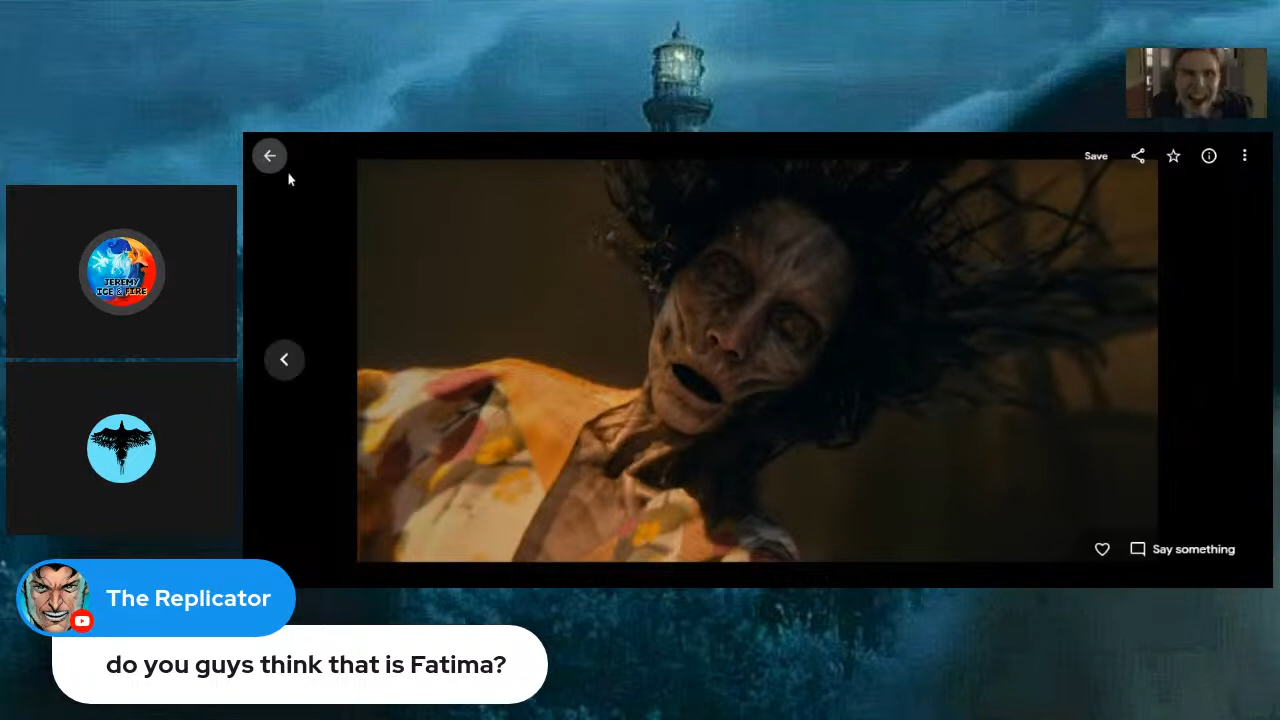 Save
JEREMY
ICE & FIRE
Say something
The Replicator
do you guys think that is Fatima?